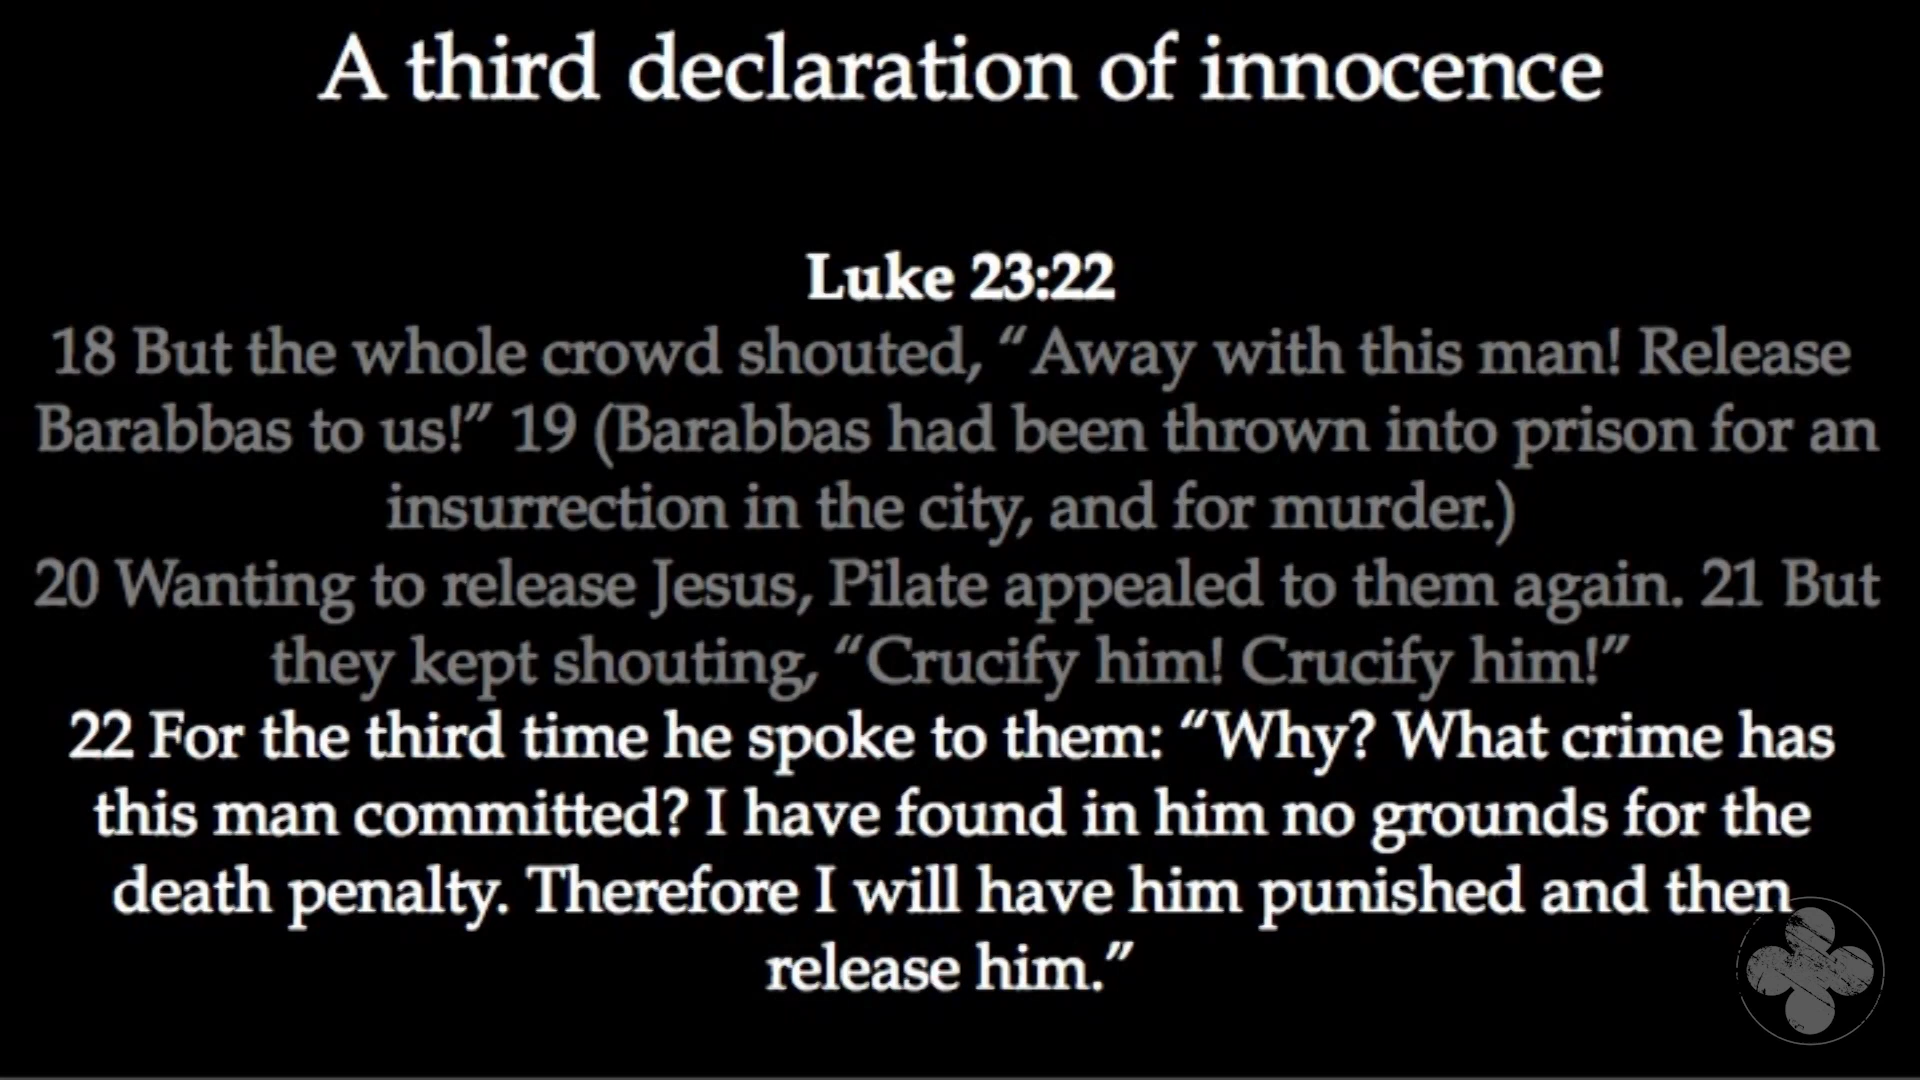 A third declaration of innocence
Luke 23:22
18 But the whole crowd shouted, “Away with this man! Release
Barabbas to us!” 19 (Barabbas had been thrown into prison for an
insurrection in the city, and for murder.)
20 Wanting to release Jesus, Pilate appealed to them again. 21 But
they kept shouting, “Crucify him! Crucify him!”
22 For the third time he spoke to them: “Why? What crime has
this man committed? I have found in him no grounds for the
death penalty. Therefore I will have him punished and then
release him.”